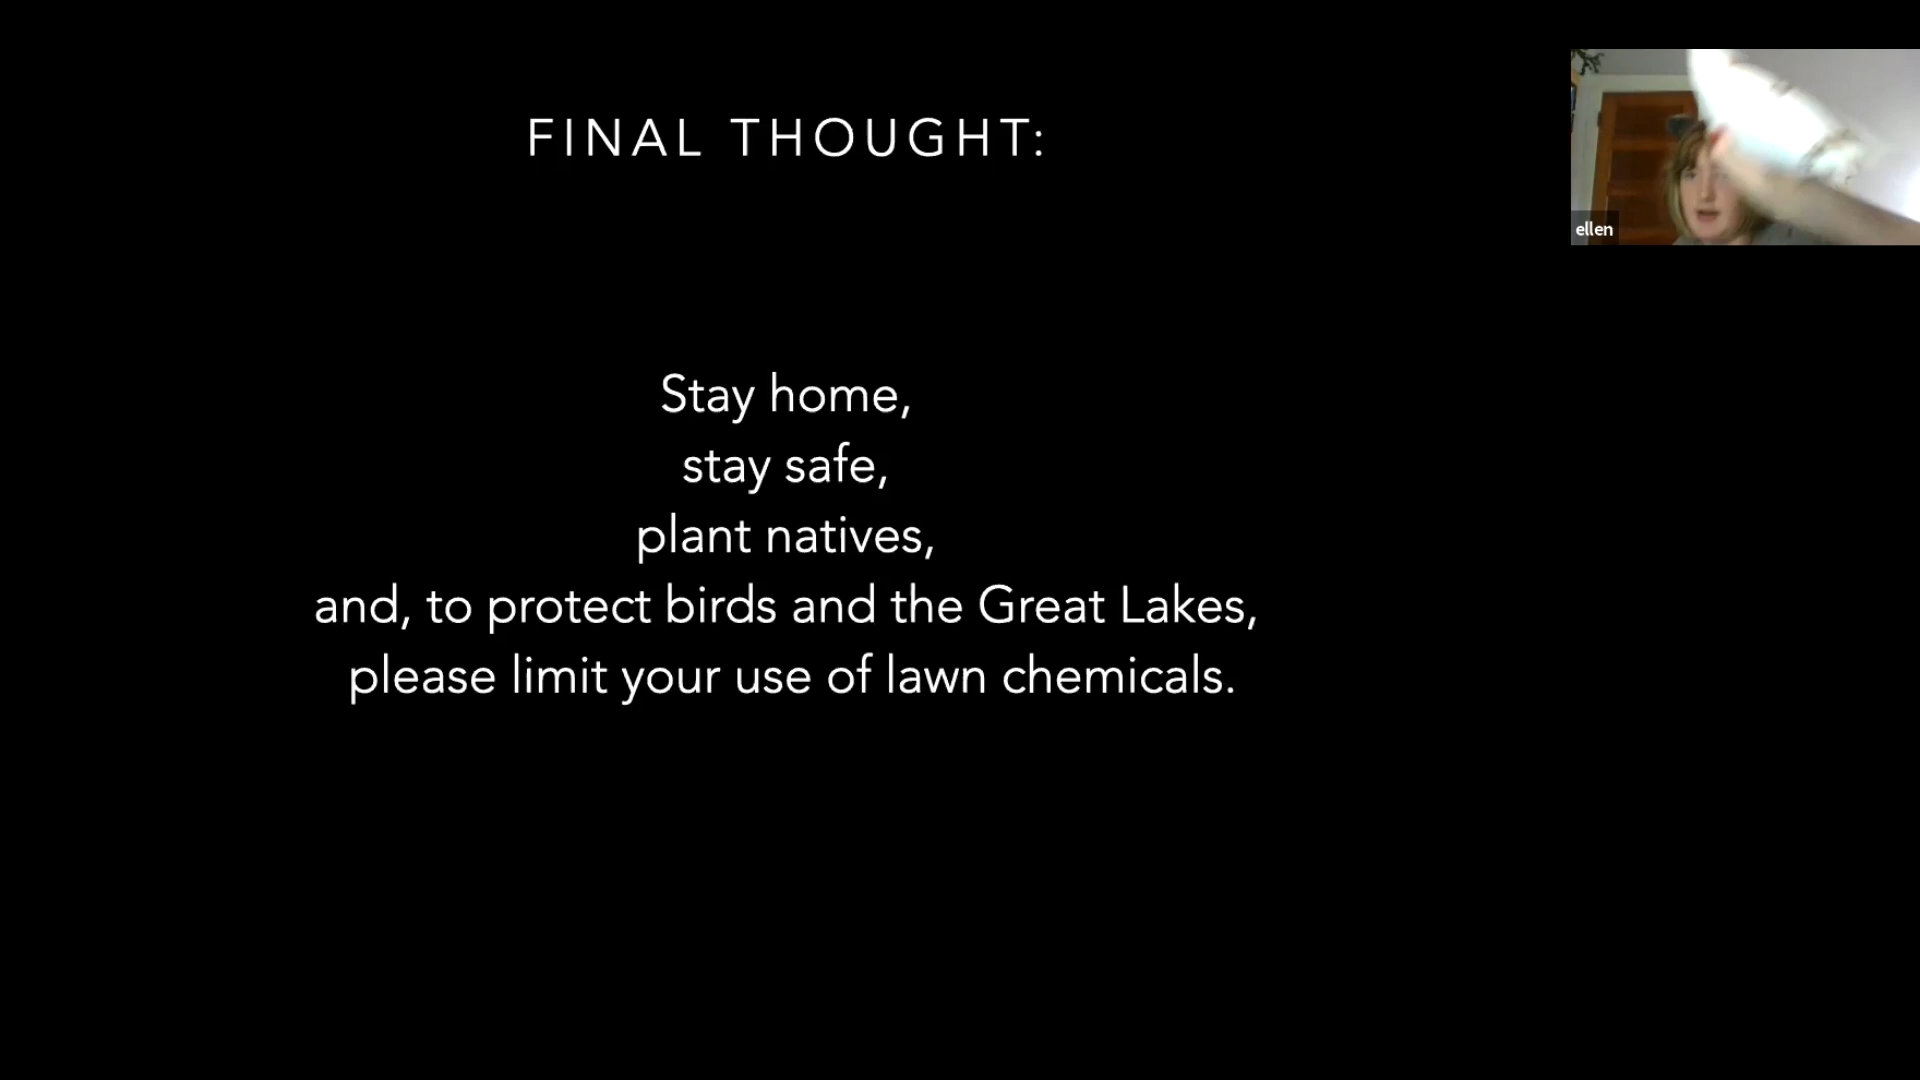 FINAL THOUGHT:
ellen
Stay home,
stay safe,
plant natives,
and, to protect birds and the Great Lakes,
please limit your use of lawn chemicals.